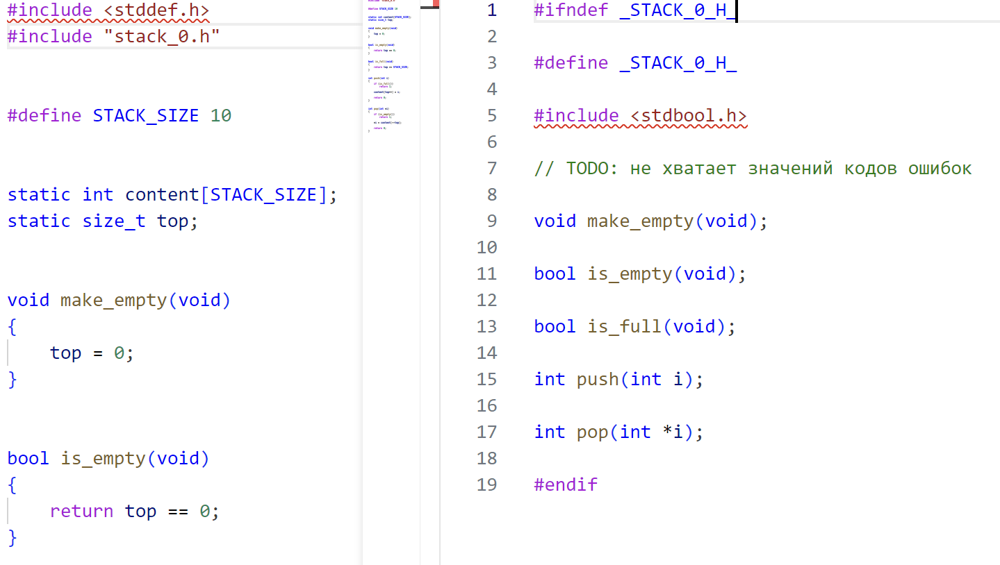 #include <stddef.h>
#include "stack_0.h"
#define STACK_SIZE 10
static int content[STACK_SIZE];
static size_t top;
void make_empty(void)
{
top = 0;
}
bool is_empty(void)
{
return top == 0;
}
1 #ifndef _STACK_0_H_
2
3 #define _STACK_0_H_
4
5 #include <stdbool.h>
6
7 // TODO: не хватает значений кодов ошибок
8
9 void make_empty(void);
10
11 bool is_empty(void);
12
13 bool is_full(void);
14
15 int push(int i);
16
17 int pop(int *i);
18
19 #endif